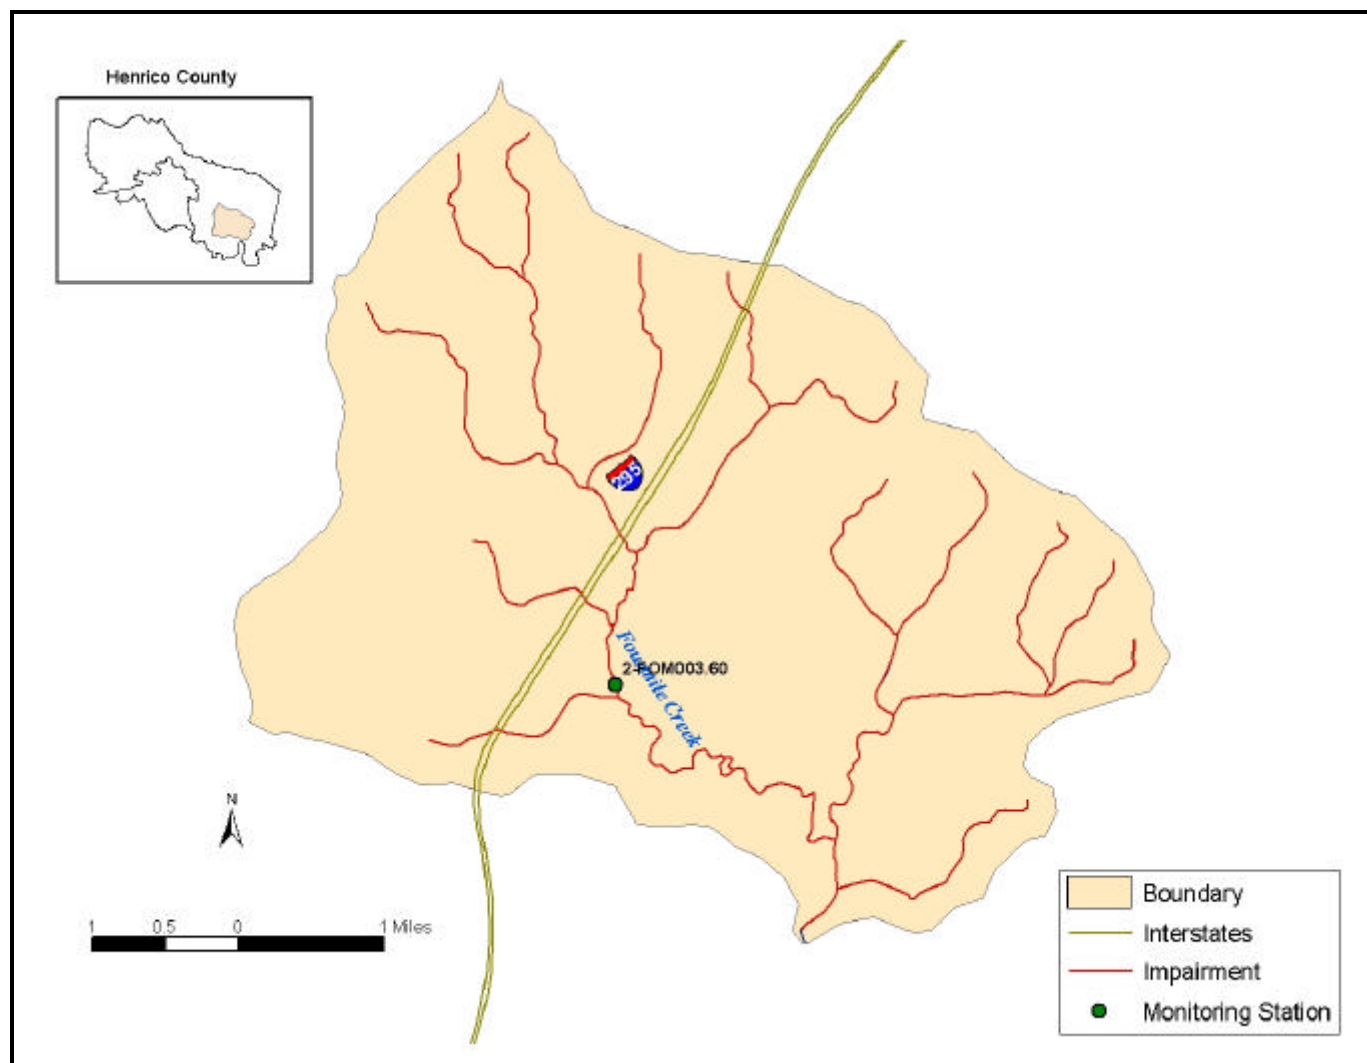 Henrico County
295
Fourmile Creek
2-FOM003.60
N
1 0.5 0 1 Miles
Boundary
Interstates
Impairment
Monitoring Station